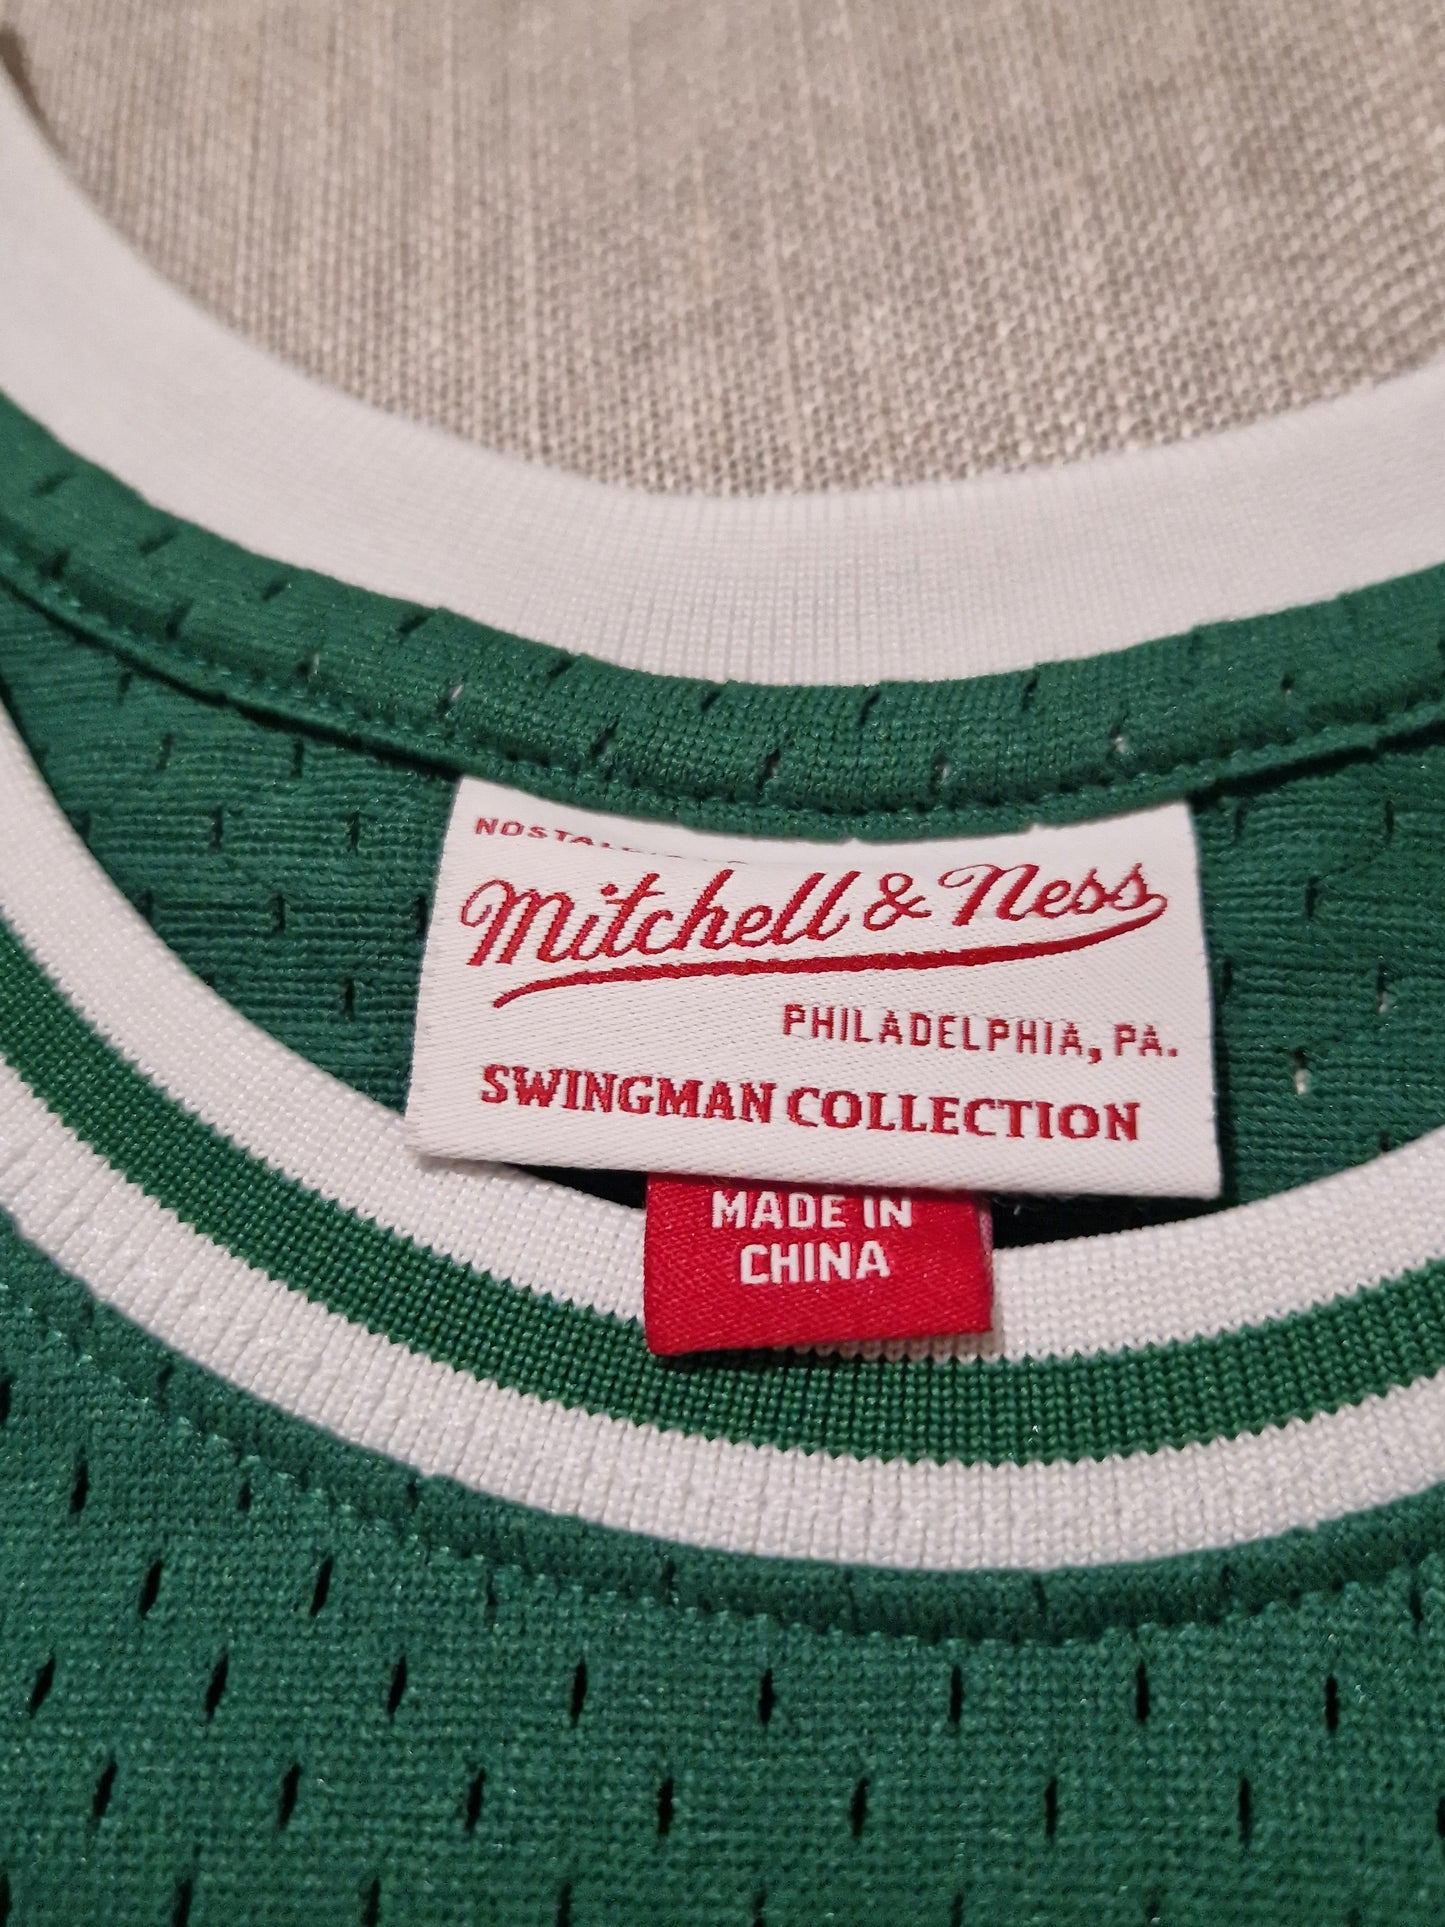 Mitchell & Ness
PHILADELPHIA, PA.
SWINGMAN COLLECTION
MADE IN
CHINA